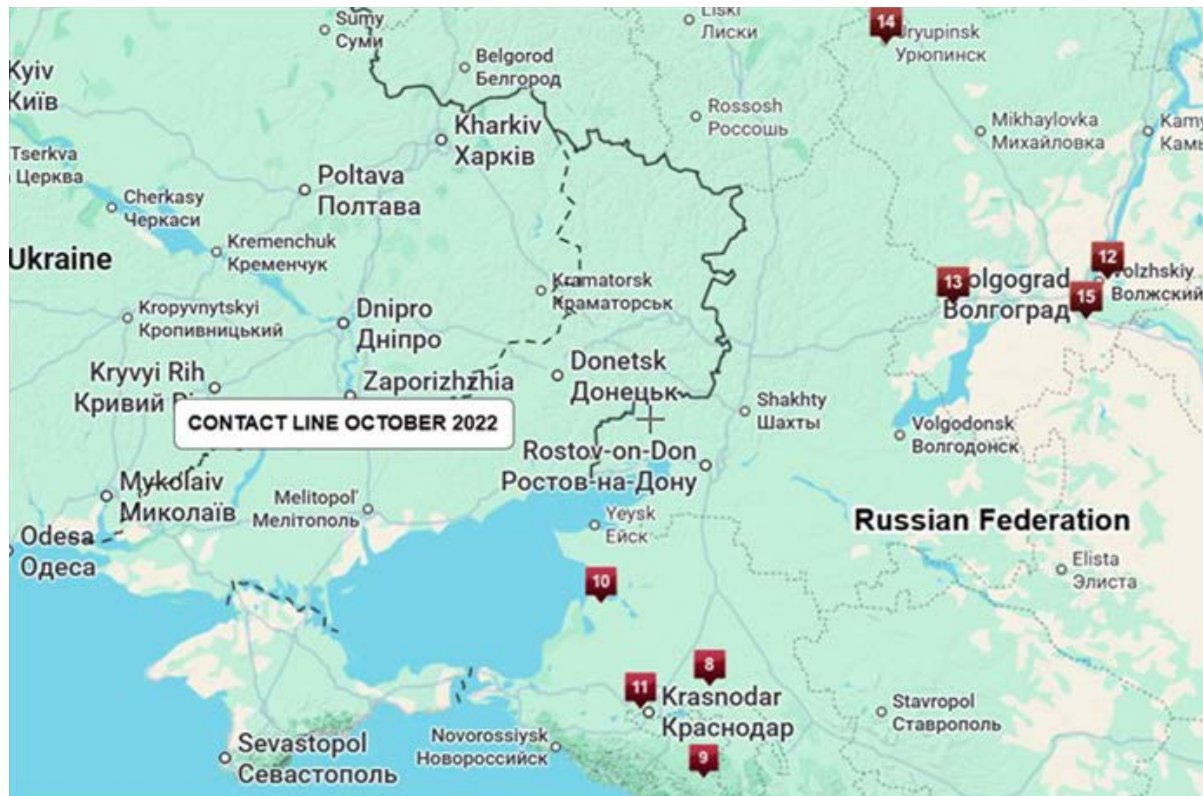 Sumy
Суми
Liski
Лиски
14
Uryupinsk
Урюпинск
Belgorod
Белгород
Kyiv
Київ
Rossosh
Россошь
Kharkiv
Харків
Mikhaylovka
Михайловка
Tserkva
Церква
Poltava
Полтава
Cherkasy
Черкаси
Kremenchuk
Кременчук
Ukraine
12
Volzhskiy
Волжский
Kramatorsk
Краматорськ
13
Volgograd
Волгоград
15
Kropyvnytskyi
Кропивницький
Dnipro
Дніпро
Donetsk
Донецьк
Kryvyi Rih
Кривий
Zaporizhzhia
CONTACT LINE OCTOBER 2022
Shakhty
Шахты
Volgodonsk
Волгодонск
Rostov-on-Don
Ростов-на-Дону
Mykolaiv
Миколаїв
Melitopol'
Мелітополь
Yeysk
Ейск
Russian Federation
Odesa
Одеса
Elista
Элиста
10
8
11
Krasnodar
Краснодар
Stavropol
Ставрополь
Novorossiysk
Новороссийск
Sevastopol
Севастополь
9